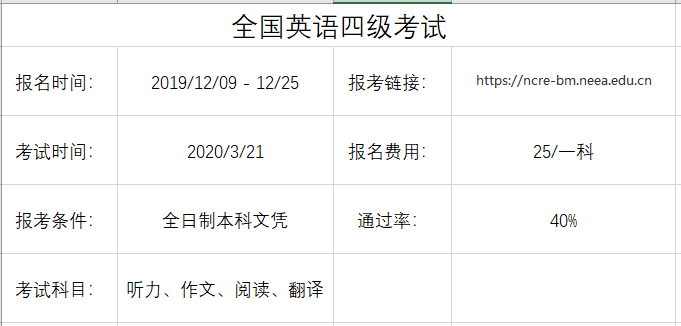 全国英语四级考试
报名时间： 2019/12/09 - 12/25 报考链接： https://ncre-bm.neea.edu.cn
考试时间： 2020/3/21 报名费用： 25/一科
报考条件： 全日制本科文凭 通过率： 40%
考试科目： 听力、作文、阅读、翻译